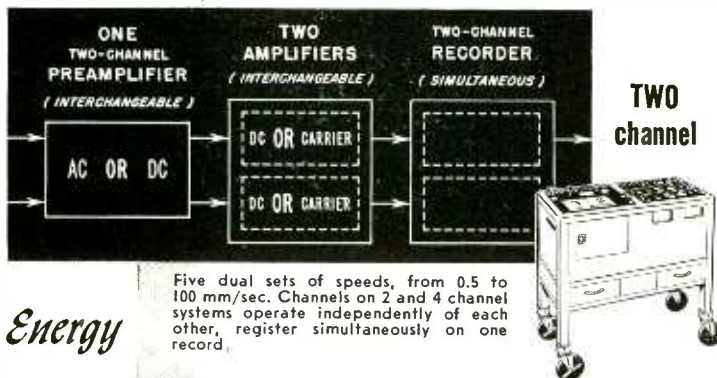 ONE
TWO-CHANNEL
PREAMPLIFIER
( INTERCHANGEABLE )
TWO
AMPLIFIERS
( INTERCHANGEABLE )
TWO-CHANNEL
RECORDER
( SIMULTANEOUS )
AC OR DC
DC OR CARRIER
DC OR CARRIER
TWO
channel
Energy
Five dual sets of speeds, from 0.5 to
100 mm/sec. Channels on 2 and 4 channel
systems operate independently of each
other, register simultaneously on one
record.